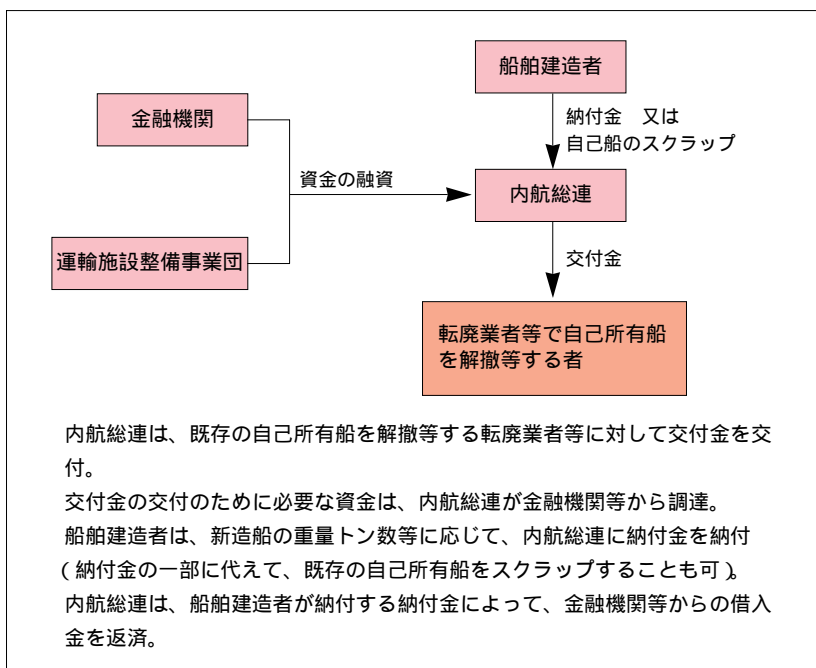 船舶建造者
金融機関
納付金　又は
自己船のスクラップ
資金の融資
内航総連
運輸施設整備事業団
交付金
転廃業者等で自己所有船
を解撤等する者
内航総連は、既存の自己所有船を解撤等する転廃業者等に対して交付金を交
付。
交付金の交付のために必要な資金は、内航総連が金融機関等から調達。
船舶建造者は、新造船の重量トン数等に応じて、内航総連に納付金を納付
(納付金の一部に代えて、既存の自己所有船をスクラップすることも可)。
内航総連は、船舶建造者が納付する納付金によって、金融機関等からの借入
金を返済。